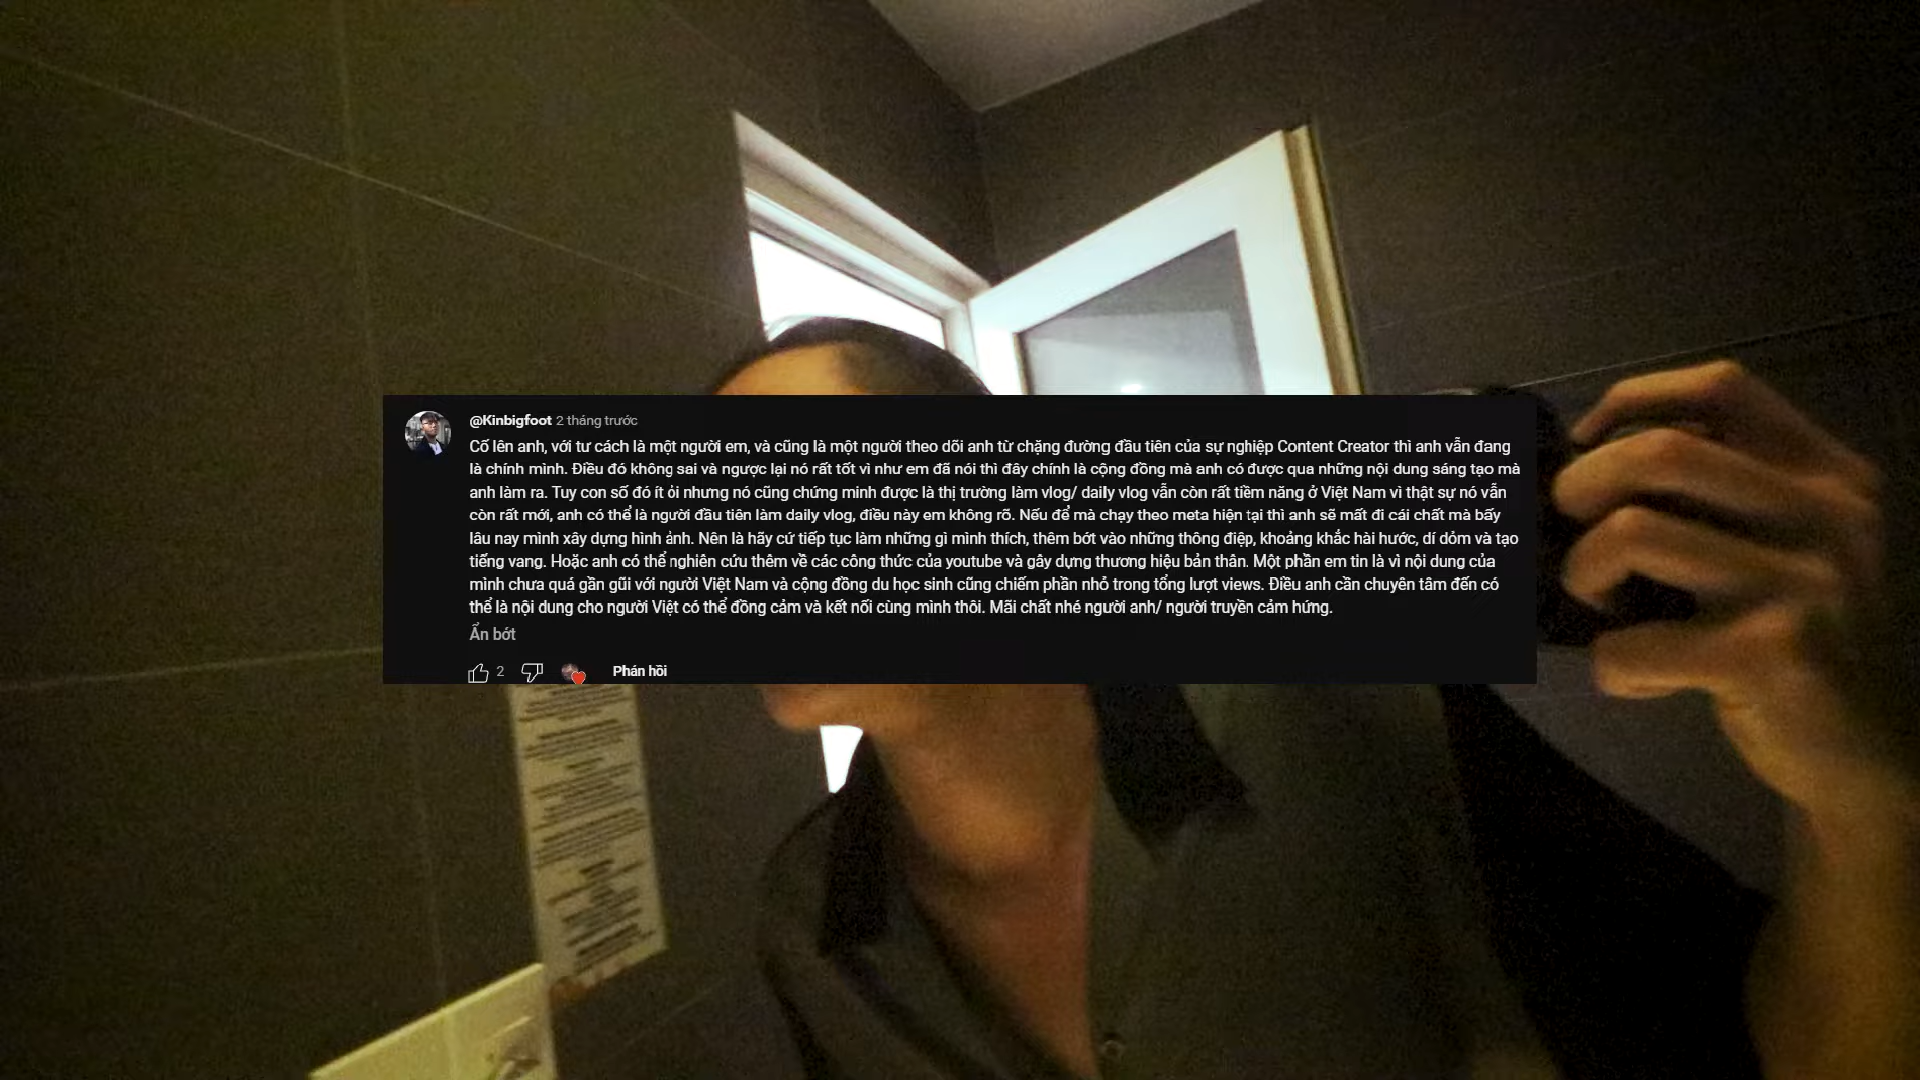 @Kinbigfoot 2 tháng trước
Cố lên anh, với tư cách là một người em, và cũng là một người theo dõi anh từ chặng đường đầu tiên của sự nghiệp Content Creator thì anh vẫn đang
là chính mình. Điều đó không sai và ngược lại nó rất tốt vì như em đã nói thì đây chính là cộng đồng mà anh có được qua những nội dung sáng tạo mà
anh làm ra. Tuy con số đó ít ỏi nhưng nó cũng chứng minh được là thị trường làm vlog/ daily vlog vẫn còn rất tiềm năng ở Việt Nam vì thật sự nó vẫn
còn rất mới, anh có thể là người đầu tiên làm daily vlog, điều này em không rõ. Nếu để mà chạy theo meta hiện tại thì anh sẽ mất đi cái chất mà bấy
lâu nay mình xây dựng hình ảnh. Nên là hãy cứ tiếp tục làm những gì mình thích, thêm bớt vào những thông điệp, khoảng khắc hài hước, dí dỏm và tạo
tiếng vang. Hoặc anh có thể nghiên cứu thêm về các công thức của youtube và gây dựng thương hiệu bản thân. Một phần em tin là vì nội dung của
mình chưa quá gần gũi với người Việt Nam và cộng đồng du học sinh cũng chiếm phần nhỏ trong tổng lượt views. Điều anh cần chuyên tâm đến có
thể là nội dung cho người Việt có thể đồng cảm và kết nối cùng mình thôi. Mãi chất nhé người anh/ người truyền cảm hứng.
Ẩn bớt
2 Phản hồi